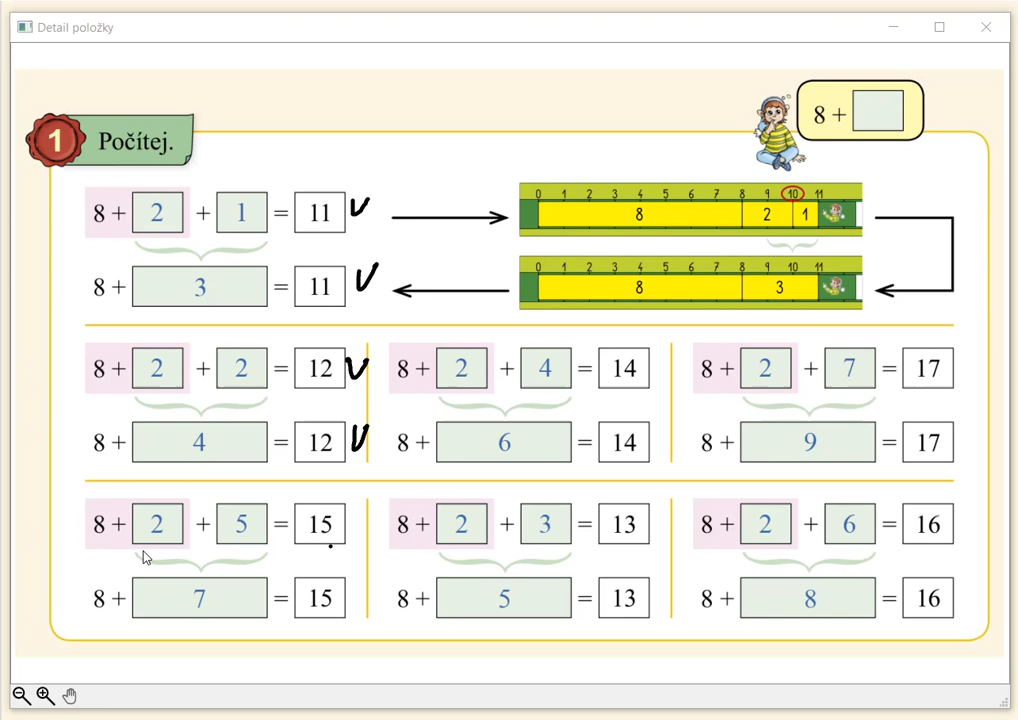 Detail položky
8 +
1 Počítej.
8 + 2 + 1 = 11
0 1 2 3 4 5 6 7 8 9 10 11
8 2 1
8 + 3 = 11
0 1 2 3 4 5 6 7 8 9 10 11
8 3
8 + 2 + 2 = 12
8 + 4 = 12
8 + 2 + 4 = 14
8 + 6 = 14
8 + 2 + 7 = 17
8 + 9 = 17
8 + 2 + 5 = 15
8 + 7 = 15
8 + 2 + 3 = 13
8 + 5 = 13
8 + 2 + 6 = 16
8 + 8 = 16